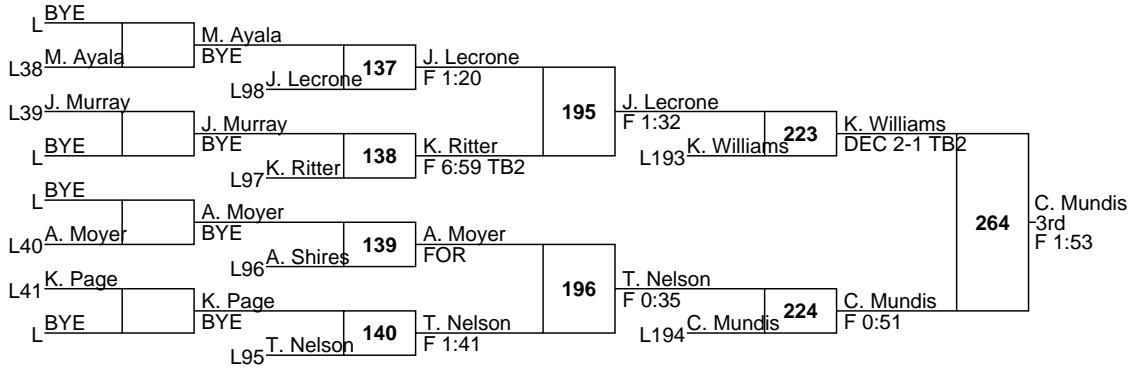 BYE
L
M. Ayala
L38
M. Ayala
BYE
J. Lecrone
L98
137
J. Lecrone
F 1:20
J. Murray
L39
BYE
L
J. Murray
BYE
K. Ritter
L97
138
K. Ritter
F 6:59 TB2
195
J. Lecrone
F 1:32
K. Williams
L193
223
K. Williams
DEC 2-1 TB2
BYE
L
A. Moyer
L40
A. Moyer
BYE
A. Shires
L96
139
A. Moyer
FOR
K. Page
L41
BYE
L
K. Page
BYE
T. Nelson
L95
140
T. Nelson
F 1:41
196
T. Nelson
F 0:35
C. Mundis
L194
224
C. Mundis
F 0:51
264
C. Mundis
3rd
F 1:53